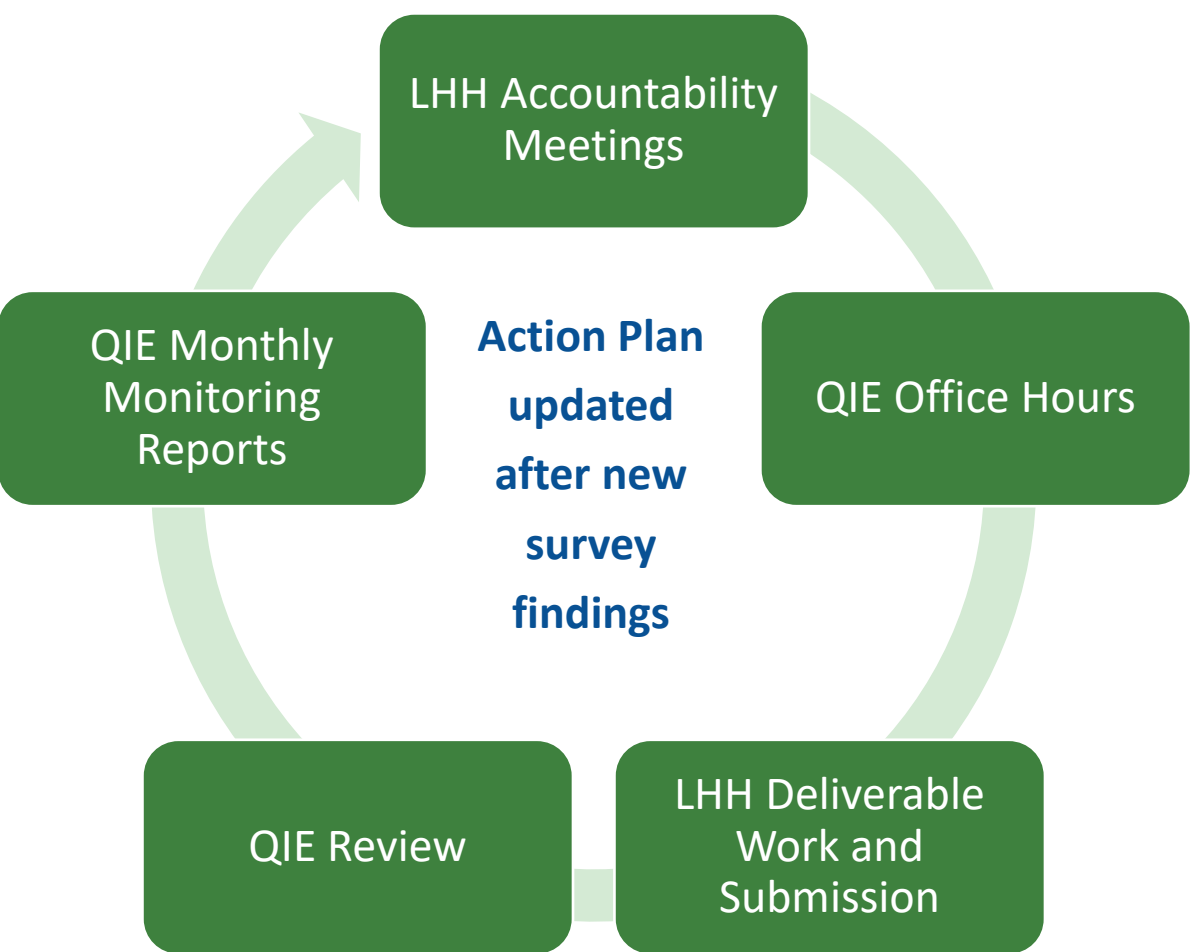 LHH Accountability
Meetings
QIE Office Hours
LHH Deliverable
Work and
Submission
QIE Review
QIE Monthly
Monitoring
Reports
Action Plan
updated
after new
survey
findings